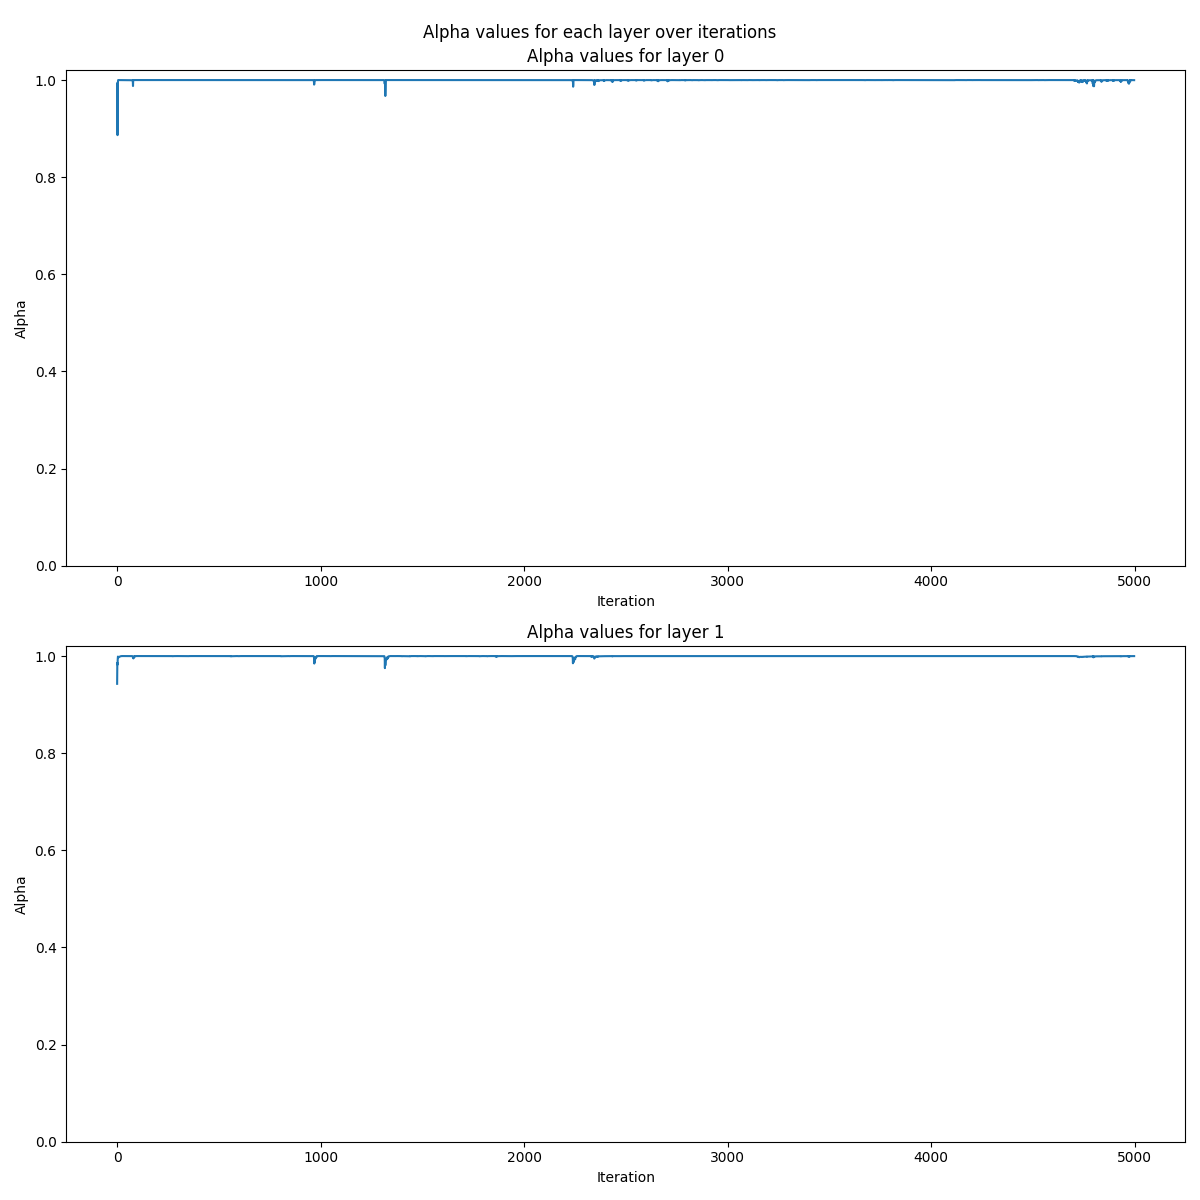 Alpha values for each layer over iterations
Alpha values for layer 0
1.0
0.8
0.6
0.4
0.2
0.0
Alpha
0 1000 2000 3000 4000 5000
Iteration
Alpha values for layer 1
1.0
0.8
0.6
0.4
0.2
0.0
Alpha
0 1000 2000 3000 4000 5000
Iteration